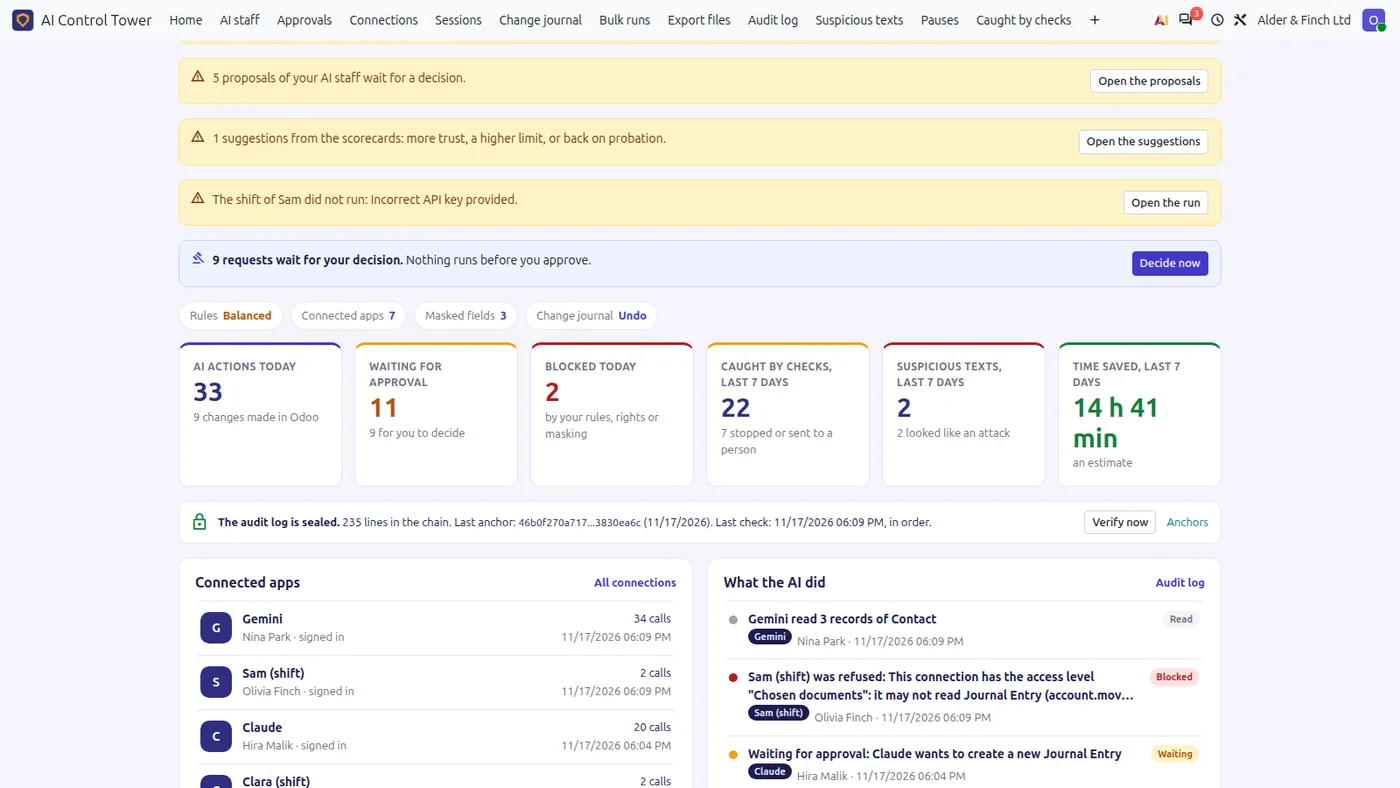 AI Control Tower Home AI staff Approvals Connections Sessions Change journal Bulk runs Export files Audit log Suspicious texts Pauses Caught by checks + AI 3 Alder & Finch Ltd O
5 proposals of your AI staff wait for a decision. Open the proposals
1 suggestions from the scorecards: more trust, a higher limit, or back on probation. Open the suggestions
The shift of Sam did not run: Incorrect API key provided. Open the run
9 requests wait for your decision. Nothing runs before you approve. Decide now
Rules Balanced Connected apps 7 Masked fields 3 Change journal Undo
AI ACTIONS TODAY
33
9 changes made in Odoo
WAITING FOR
APPROVAL
11
9 for you to decide
BLOCKED TODAY
2
by your rules, rights or
masking
CAUGHT BY CHECKS,
LAST 7 DAYS
22
7 stopped or sent to a
person
SUSPICIOUS TEXTS,
LAST 7 DAYS
2
2 looked like an attack
TIME SAVED, LAST 7
DAYS
14 h 41
min
an estimate
The audit log is sealed. 235 lines in the chain. Last anchor: 46b0f270a717...3830ea6c (11/17/2026). Last check: 11/17/2026 06:09 PM, in order. Verify now Anchors
Connected apps All connections
G Gemini 34 calls
Nina Park · signed in 11/17/2026 06:09 PM
S Sam (shift) 2 calls
Olivia Finch · signed in 11/17/2026 06:09 PM
C Claude 20 calls
Hira Malik · signed in 11/17/2026 06:04 PM
Clara (shift) 2 calls
What the AI did Audit log
Gemini read 3 records of Contact Read
Gemini Nina Park · 11/17/2026 06:09 PM
Sam (shift) was refused: This connection has the access level Blocked
"Chosen documents": it may not read Journal Entry (account.mov...
Sam (shift) Olivia Finch · 11/17/2026 06:09 PM
Waiting for approval: Claude wants to create a new Journal Entry Waiting
Claude Hira Malik · 11/17/2026 06:04 PM